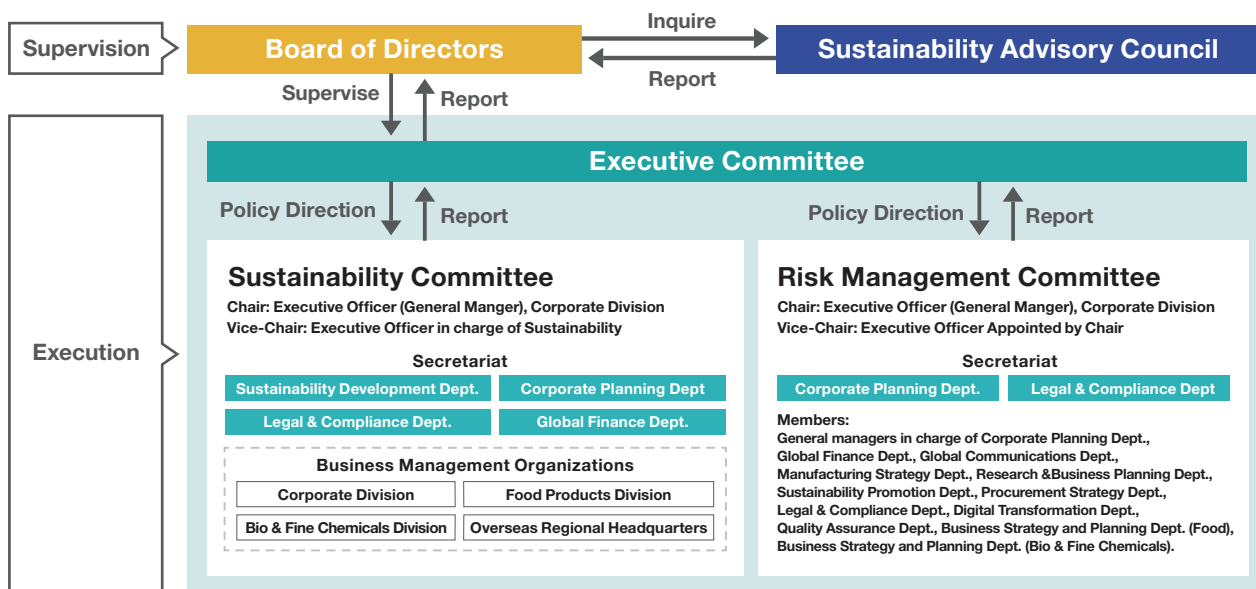 Supervision
Board of Directors
Inquire
Report
Sustainability Advisory Council
Supervise
Report
Execution
Executive Committee
Policy Direction
Report
Policy Direction
Report
Sustainability Committee
Chair: Executive Officer (General Manger), Corporate Division
Vice-Chair: Executive Officer in charge of Sustainability
Secretariat
Sustainability Development Dept.
Corporate Planning Dept
Legal & Compliance Dept.
Global Finance Dept.
Business Management Organizations
Corporate Division
Food Products Division
Bio & Fine Chemicals Division
Overseas Regional Headquarters
Risk Management Committee
Chair: Executive Officer (General Manger), Corporate Division
Vice-Chair: Executive Officer Appointed by Chair
Secretariat
Corporate Planning Dept.
Legal & Compliance Dept
Members:
General managers in charge of Corporate Planning Dept.,
Global Finance Dept., Global Communications Dept.,
Manufacturing Strategy Dept., Research &Business Planning Dept.,
Sustainability Promotion Dept., Procurement Strategy Dept.,
Legal & Compliance Dept., Digital Transformation Dept.,
Quality Assurance Dept., Business Strategy and Planning Dept. (Food),
Business Strategy and Planning Dept. (Bio & Fine Chemicals).